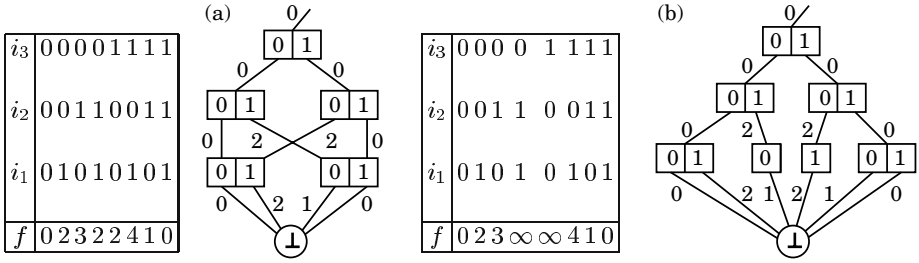 (a)
0
i3 0 0 0 0 1 1 1 1
0 1
0 0
i2 0 0 1 1 0 0 1 1
0 1 0 1
0 2 2 0
i1 0 1 0 1 0 1 0 1
0 1 0 1
0 2 1 0
f 0 2 3 2 2 4 1 0
⊥
(b)
0
i3 0 0 0 0 1 1 1 1
0 1
0 0
i2 0 0 1 1 0 0 1 1
0 1 0 1
0 2 2 0
i1 0 1 0 1 0 1 0 1
0 1 0 1 0 1
0 2 1 2 1 0
f 0 2 3 ∞ ∞ 4 1 0
⊥